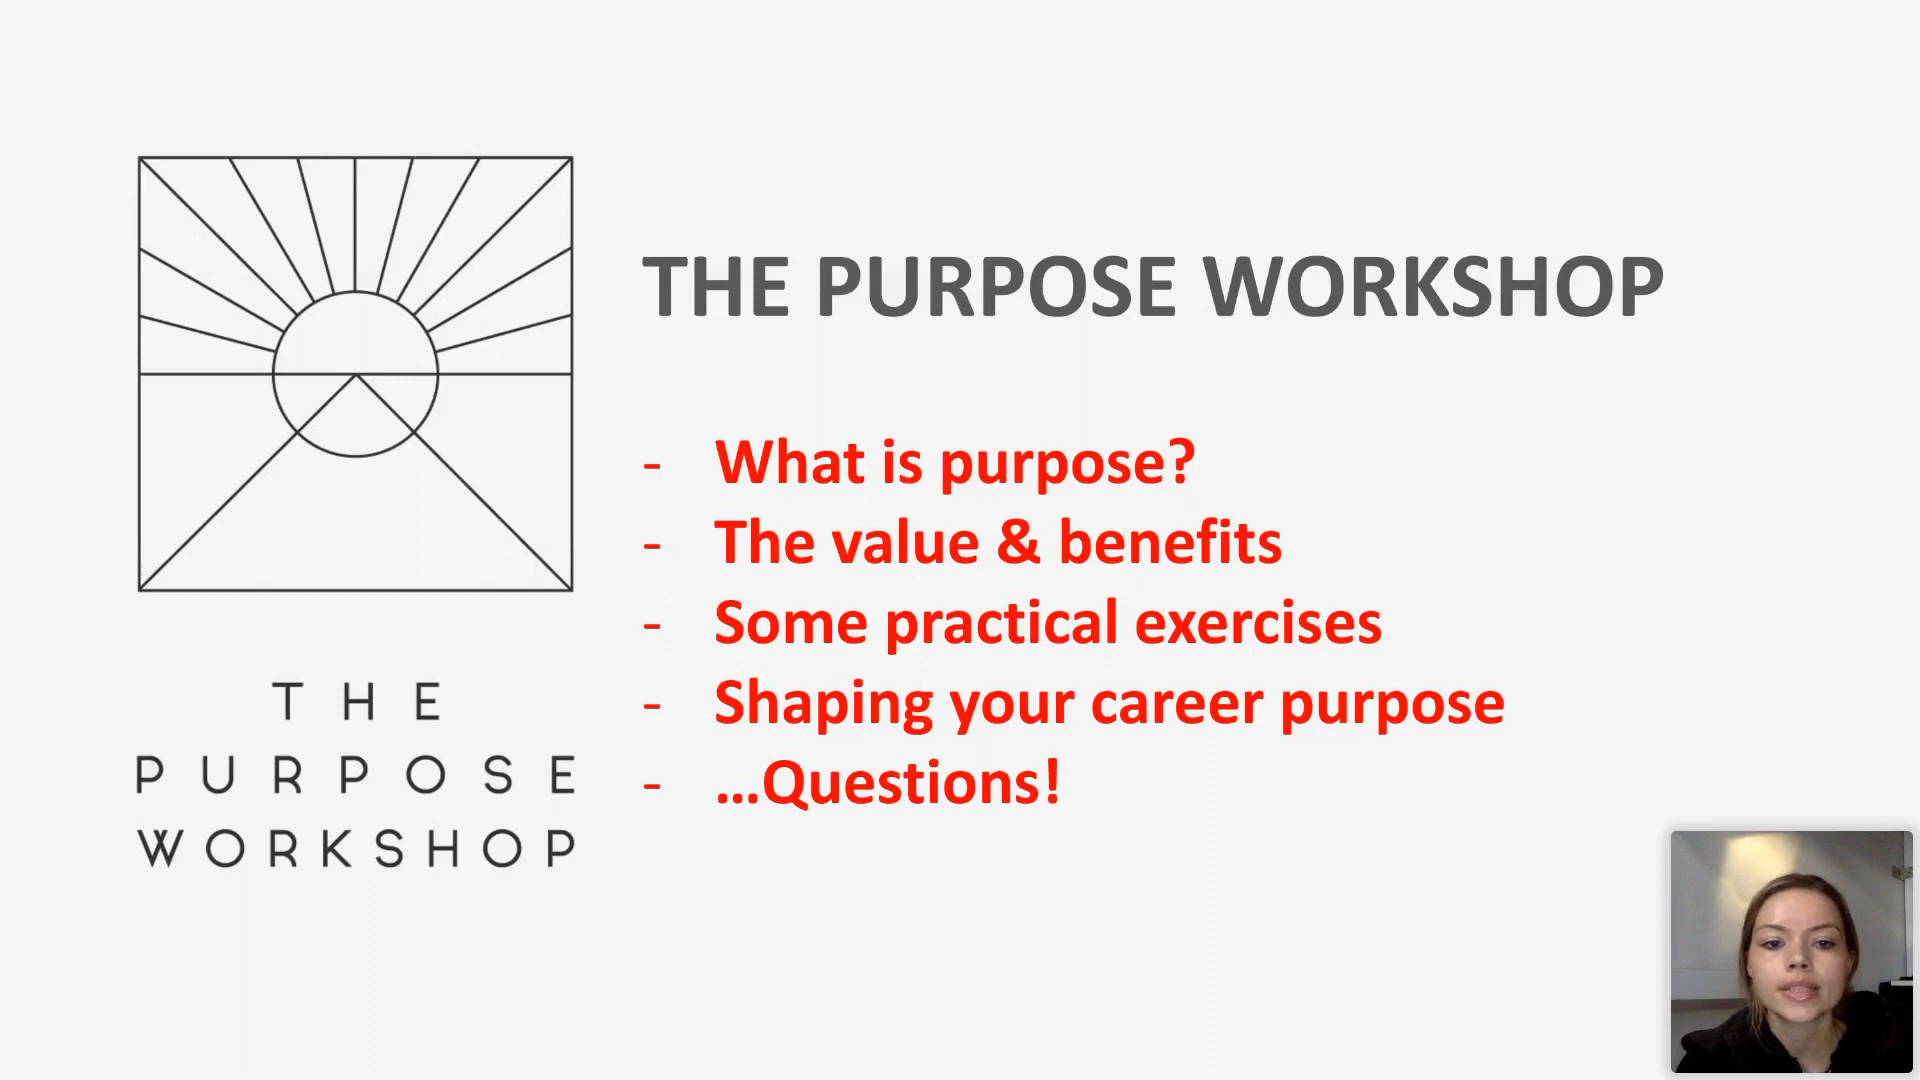 THE PURPOSE WORKSHOP
- What is purpose?
- The value & benefits
- Some practical exercises
- Shaping your career purpose
- ...Questions!
THE
PURPOSE
WORKSHOP